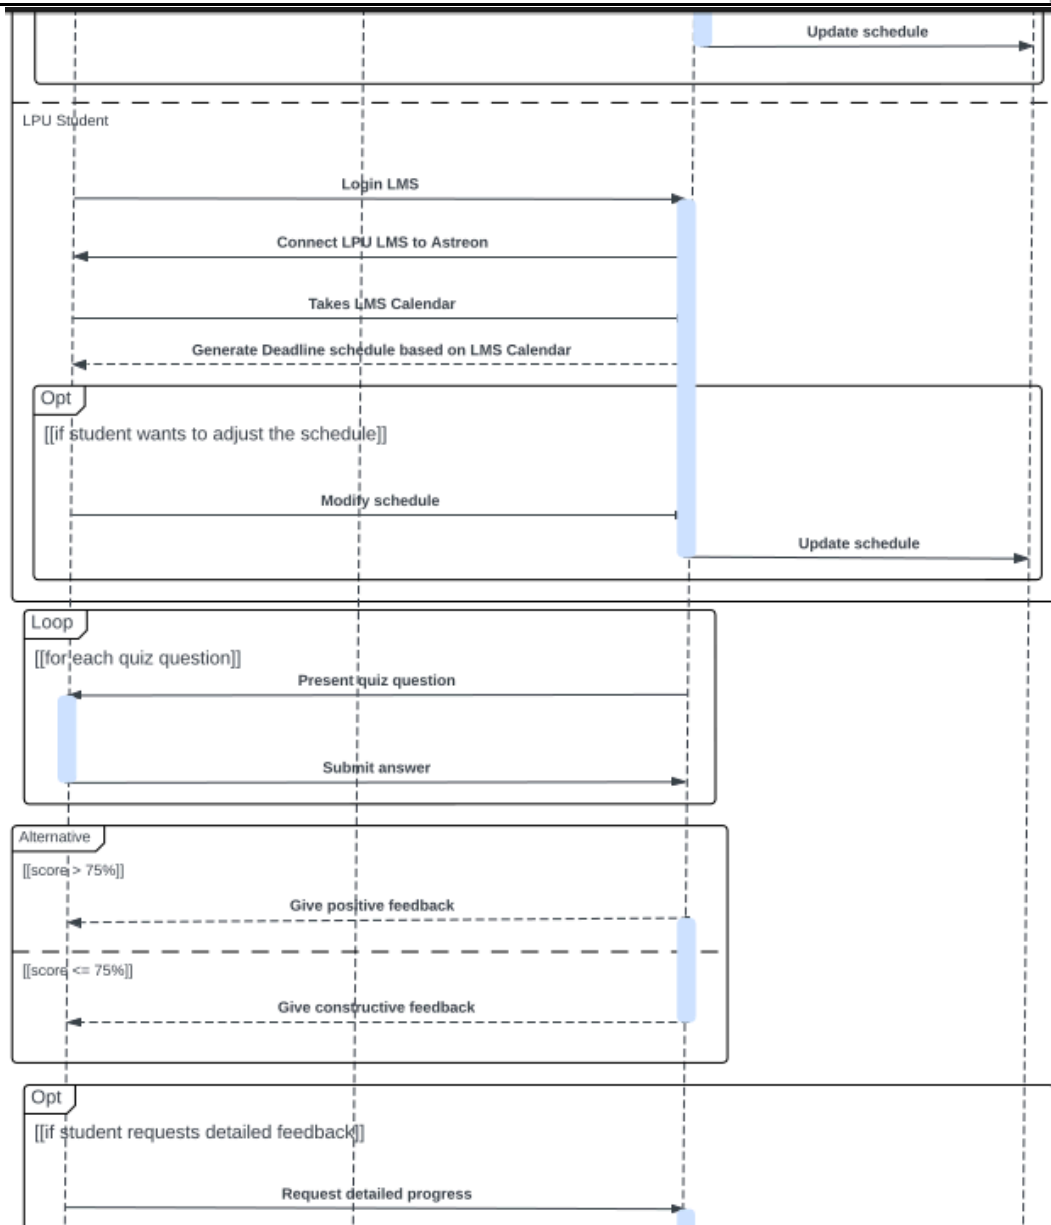 Update schedule
LPU Student
Login LMS
Connect LPU LMS to Astreon
Takes LMS Calendar
Generate Deadline schedule based on LMS Calendar
Opt
[[if student wants to adjust the schedule]]
Modify schedule
Update schedule
Loop
[[for each quiz question]]
Present quiz question
Submit answer
Alternative
[[score > 75%]]
Give positive feedback
[[score <= 75%]]
Give constructive feedback
Opt
[[if student requests detailed feedback]]
Request detailed progress